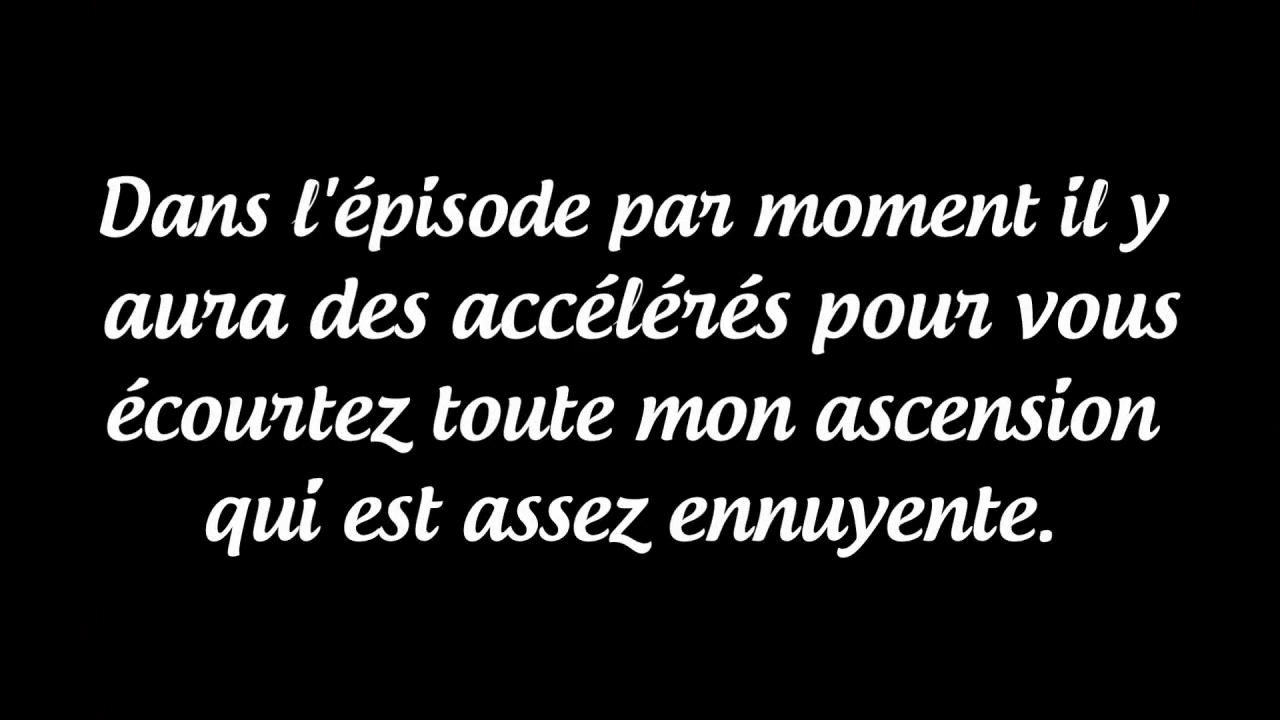 Dans l'épisode par moment il y
aura des accélérés pour vous
écourtez toute mon ascension
qui est assez ennuyente.